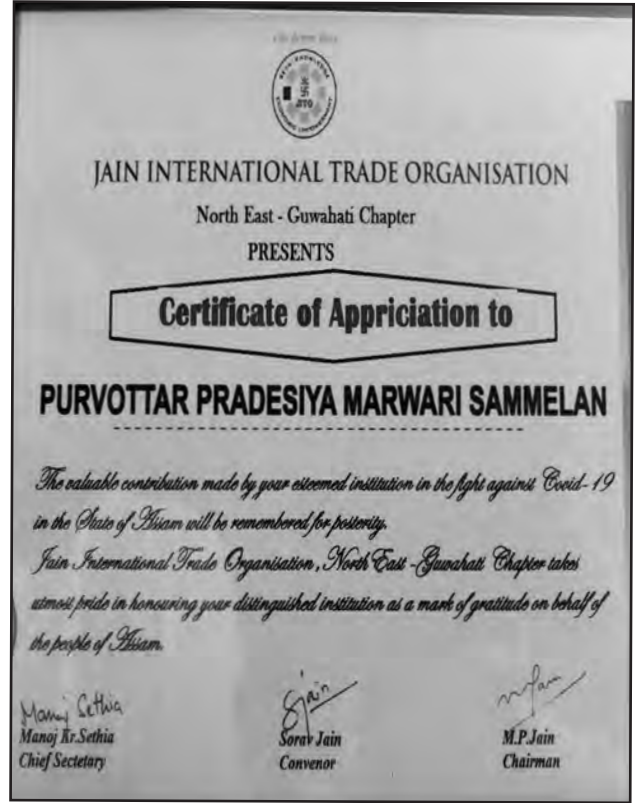 JITO
JAIN INTERNATIONAL TRADE ORGANISATION
North East - Guwahati Chapter
PRESENTS
Certificate of Appriciation to
PURVOTTAR PRADESIYA MARWARI SAMMELAN
The valuable contribution made by your esteemed institution in the fight against Covid-19
in the State of Assam will be remembered for posterity.
Jain International Trade Organisation, North East -Guwahati Chapter takes
utmost pride in honouring your distinguished institution as a mark of gratitude on behalf of
the people of Assam.
Manoj Sethia
Manoj Kr.Sethia
Chief Sectetary
SJain
Sorav Jain
Convenor
M.P.Jain
Chairman